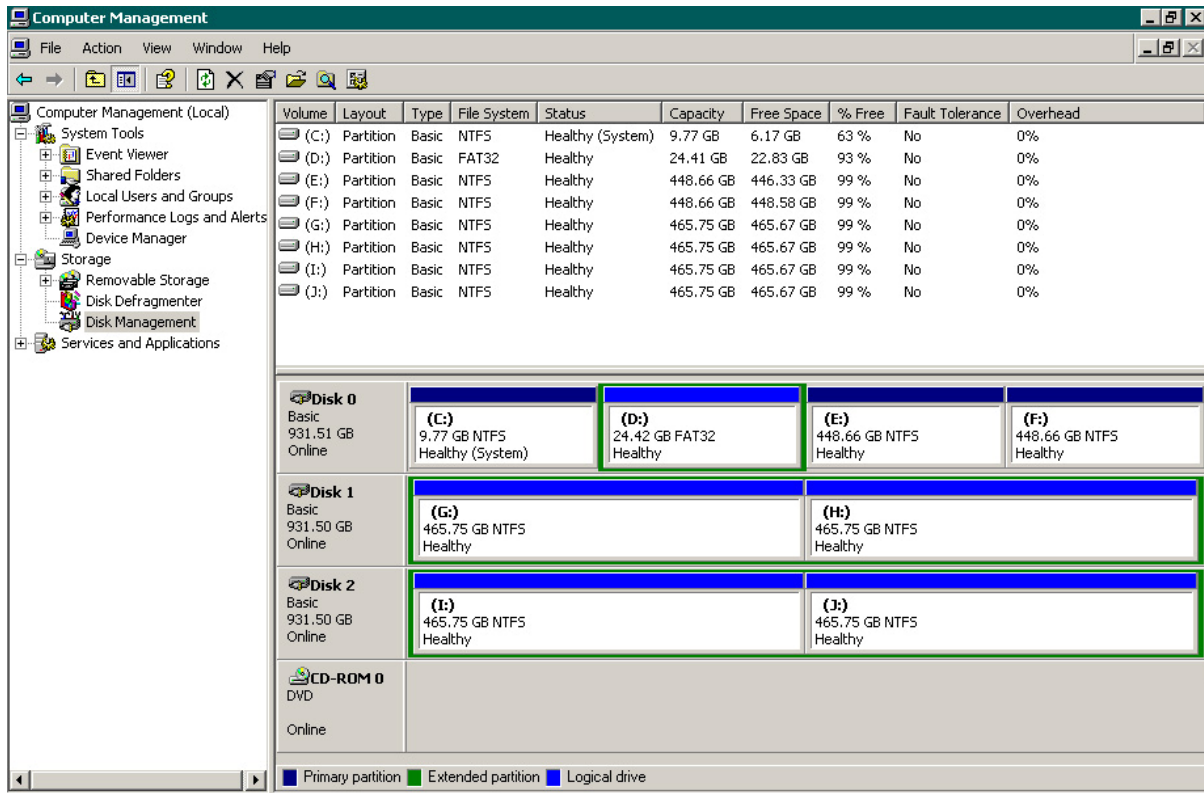 Computer Management
File Action View Window Help
Computer Management (Local)
System Tools
Event Viewer
Shared Folders
Local Users and Groups
Performance Logs and Alerts
Device Manager
Storage
Removable Storage
Disk Defragmenter
Disk Management
Services and Applications
Volume Layout Type File System Status Capacity Free Space % Free Fault Tolerance Overhead
(C:) Partition Basic NTFS Healthy (System) 9.77 GB 6.17 GB 63 % No 0%
(D:) Partition Basic FAT32 Healthy 24.41 GB 22.83 GB 93 % No 0%
(E:) Partition Basic NTFS Healthy 448.66 GB 446.33 GB 99 % No 0%
(F:) Partition Basic NTFS Healthy 448.66 GB 448.58 GB 99 % No 0%
(G:) Partition Basic NTFS Healthy 465.75 GB 465.67 GB 99 % No 0%
(H:) Partition Basic NTFS Healthy 465.75 GB 465.67 GB 99 % No 0%
(I:) Partition Basic NTFS Healthy 465.75 GB 465.67 GB 99 % No 0%
(J:) Partition Basic NTFS Healthy 465.75 GB 465.67 GB 99 % No 0%
Disk 0
Basic
931.51 GB
Online
(C:)
9.77 GB NTFS
Healthy (System)
(D:)
24.42 GB FAT32
Healthy
(E:)
448.66 GB NTFS
Healthy
(F:)
448.66 GB NTFS
Healthy
Disk 1
Basic
931.50 GB
Online
(G:)
465.75 GB NTFS
Healthy
(H:)
465.75 GB NTFS
Healthy
Disk 2
Basic
931.50 GB
Online
(I:)
465.75 GB NTFS
Healthy
(J:)
465.75 GB NTFS
Healthy
CD-ROM 0
DVD
Online
Primary partition Extended partition Logical drive